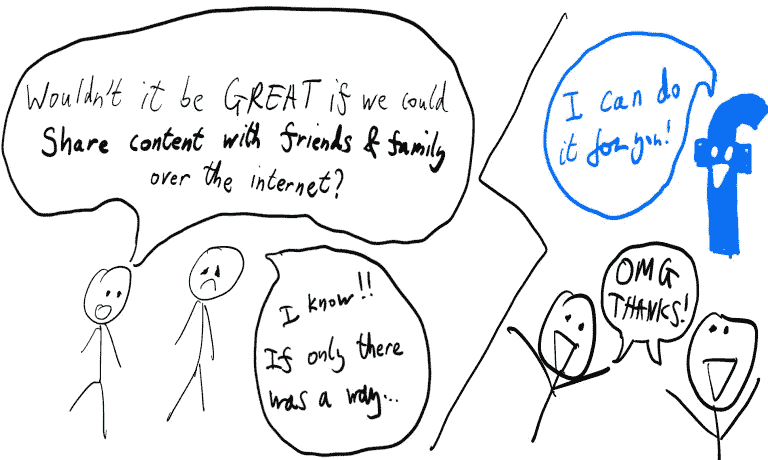 Wouldn't it be GREAT if we could
Share content with friends & family
over the internet?
I know!!
If only there
was a way...
I can do
it for you!
OMG
THANKS!